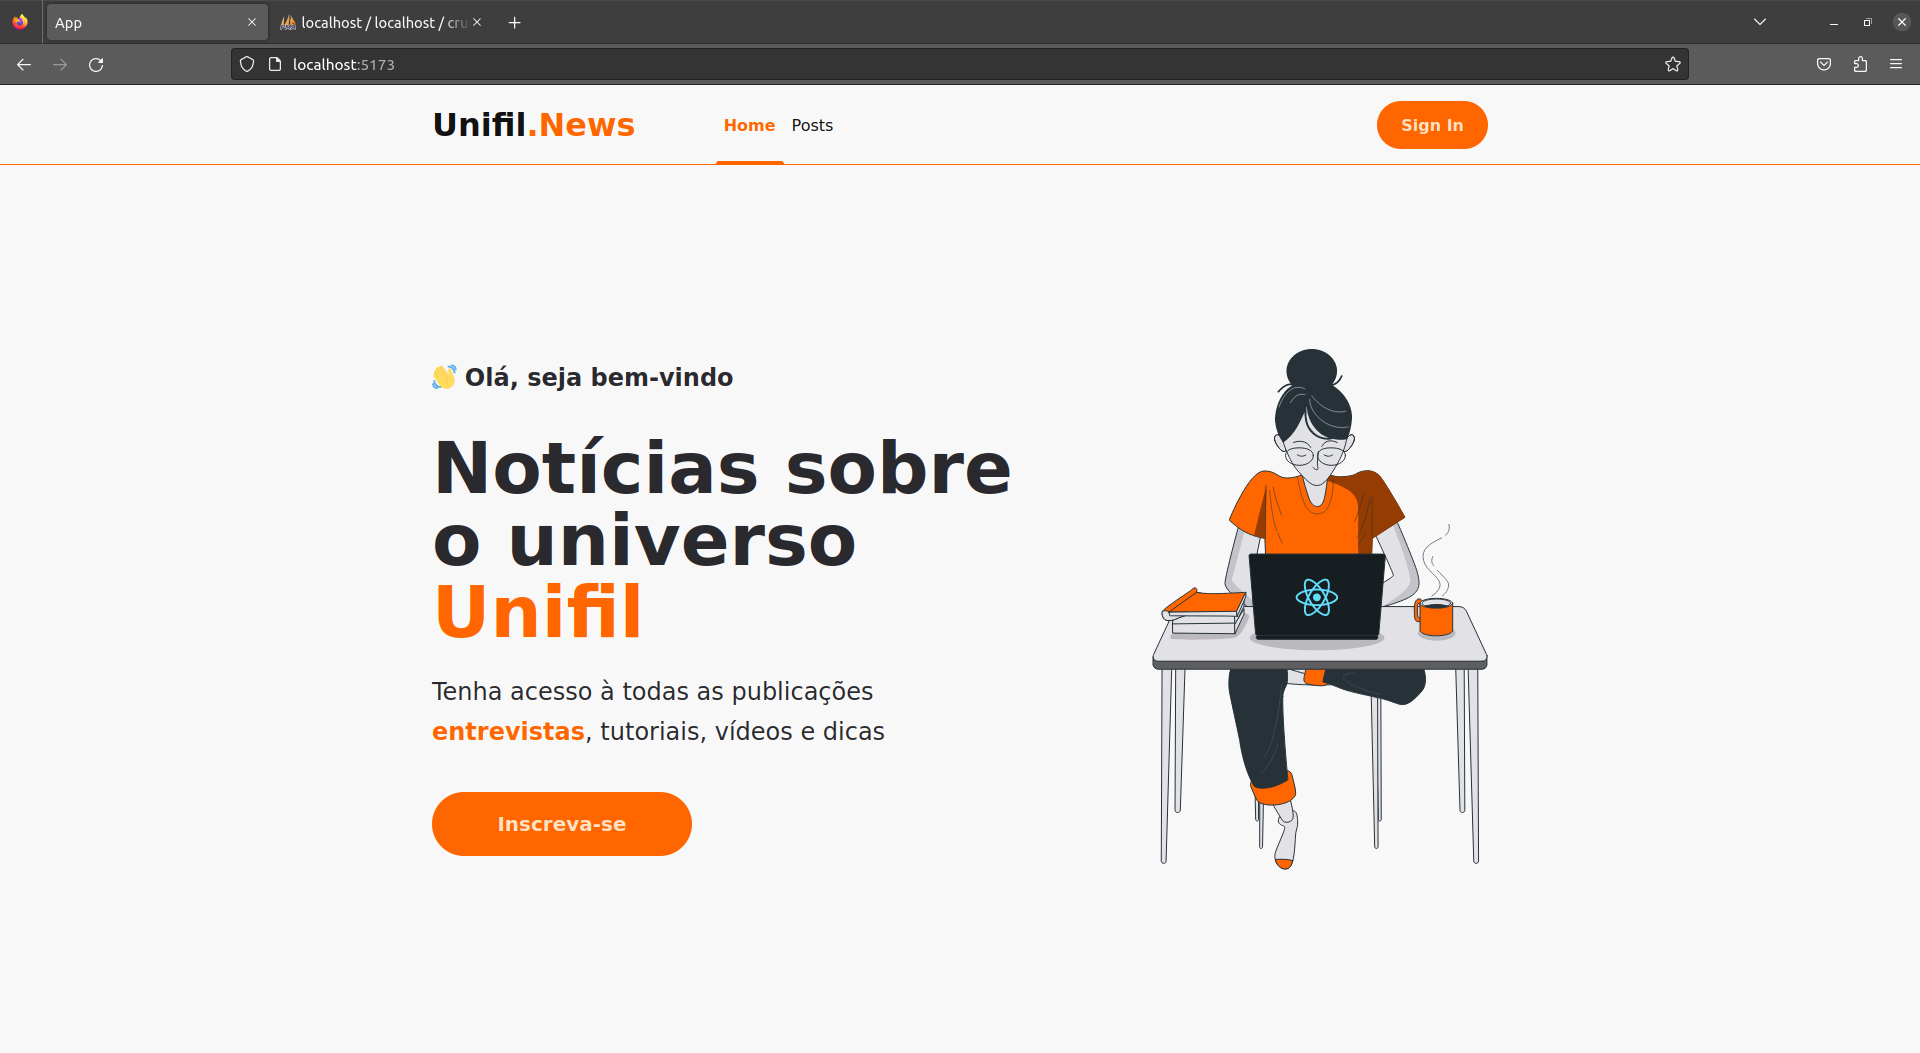 App
localhost / localhost / cru
localhost:5173
Unifil.News
Home
Posts
Sign In
👋 Olá, seja bem-vindo
Notícias sobre
o universo
Unifil
Tenha acesso à todas as publicações
entrevistas, tutoriais, vídeos e dicas
Inscreva-se